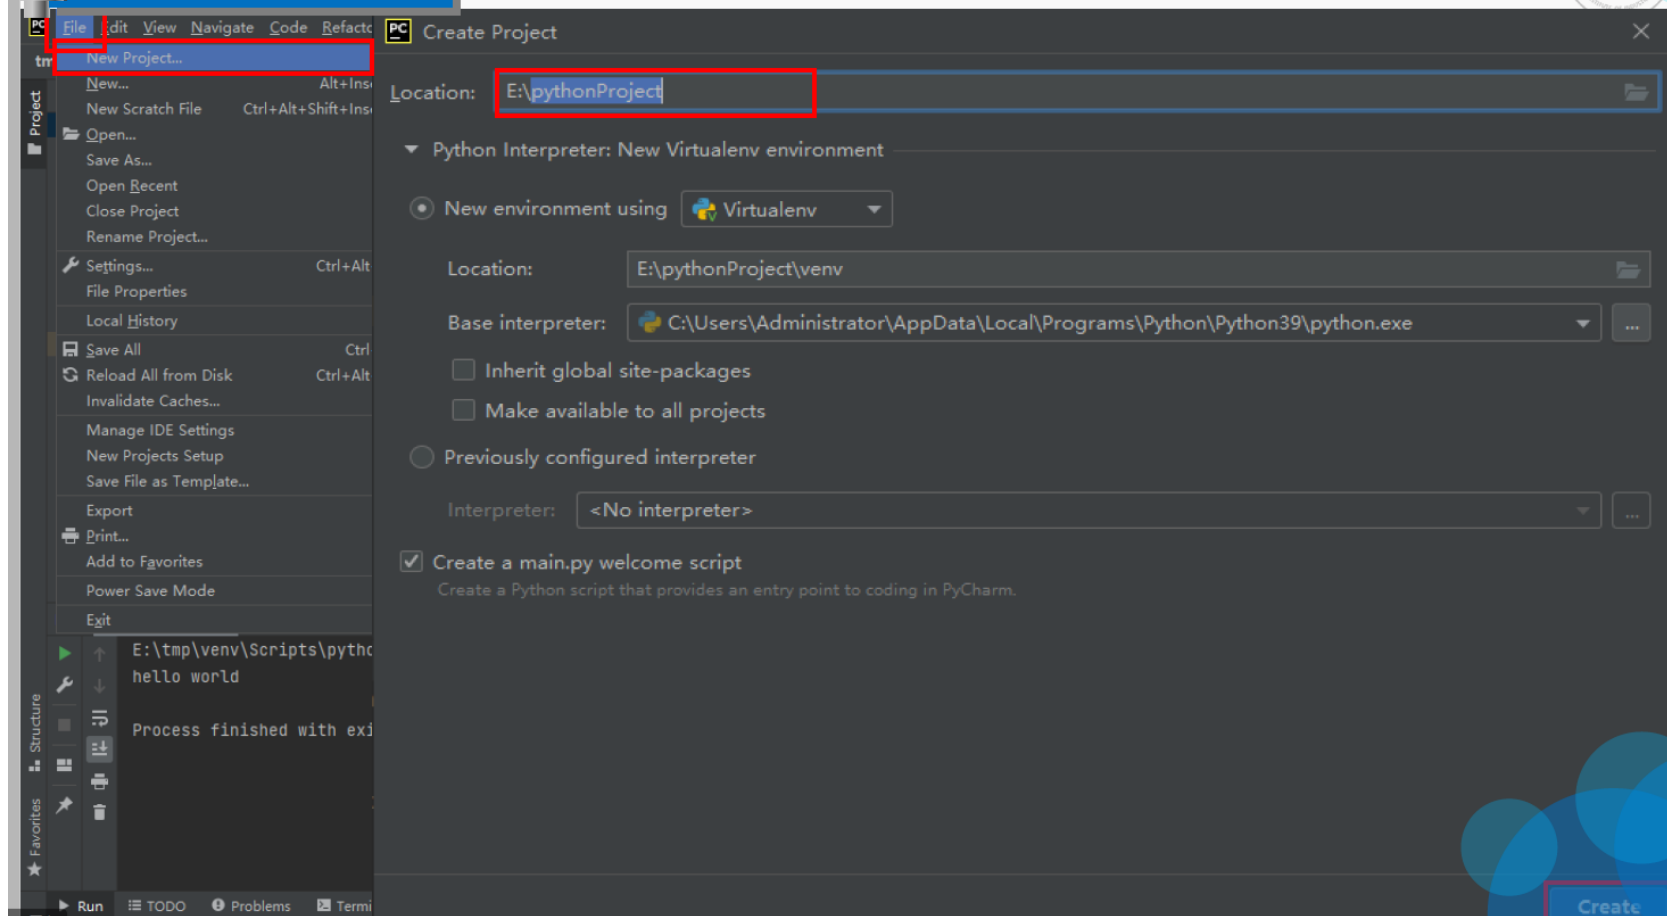 PC
File Edit View Navigate Code Refacto
New Project...
New... Alt+Inse
New Scratch File Ctrl+Alt+Shift+Inse
Open...
Save As...
Open Recent
Close Project
Rename Project...
Settings... Ctrl+Alt
File Properties
Local History
Save All Ctrl
Reload All from Disk Ctrl+Alt
Invalidate Caches...
Manage IDE Settings
New Projects Setup
Save File as Template...
Export
Print...
Add to Favorites
Power Save Mode
Exit
tm
Project
Structure
Favorites
E:\tmp\venv\Scripts\pytho
hello world
Process finished with exi
Run TODO Problems Termi
PC Create Project
Location: E:\pythonProject
Python Interpreter: New Virtualenv environment
New environment using Virtualenv
Location: E:\pythonProject\venv
Base interpreter: C:\Users\Administrator\AppData\Local\Programs\Python\Python39\python.exe ...
Inherit global site-packages
Make available to all projects
Previously configured interpreter
Interpreter: <No interpreter> ...
Create a main.py welcome script
Create a Python script that provides an entry point to coding in PyCharm.
Create